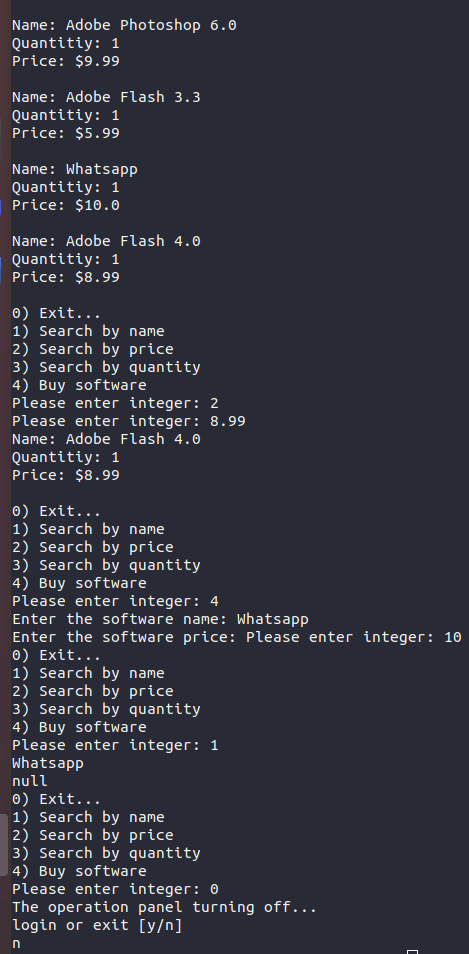 Name: Adobe Photoshop 6.0
Quantitiy: 1
Price: $9.99
Name: Adobe Flash 3.3
Quantitiy: 1
Price: $5.99
Name: Whatsapp
Quantitiy: 1
Price: $10.0
Name: Adobe Flash 4.0
Quantitiy: 1
Price: $8.99
0) Exit...
1) Search by name
2) Search by price
3) Search by quantity
4) Buy software
Please enter integer: 2
Please enter integer: 8.99
Name: Adobe Flash 4.0
Quantitiy: 1
Price: $8.99
0) Exit...
1) Search by name
2) Search by price
3) Search by quantity
4) Buy software
Please enter integer: 4
Enter the software name: Whatsapp
Enter the software price: Please enter integer: 10
0) Exit...
1) Search by name
2) Search by price
3) Search by quantity
4) Buy software
Please enter integer: 1
Whatsapp
null
0) Exit...
1) Search by name
2) Search by price
3) Search by quantity
4) Buy software
Please enter integer: 0
The operation panel turning off...
login or exit [y/n]
n